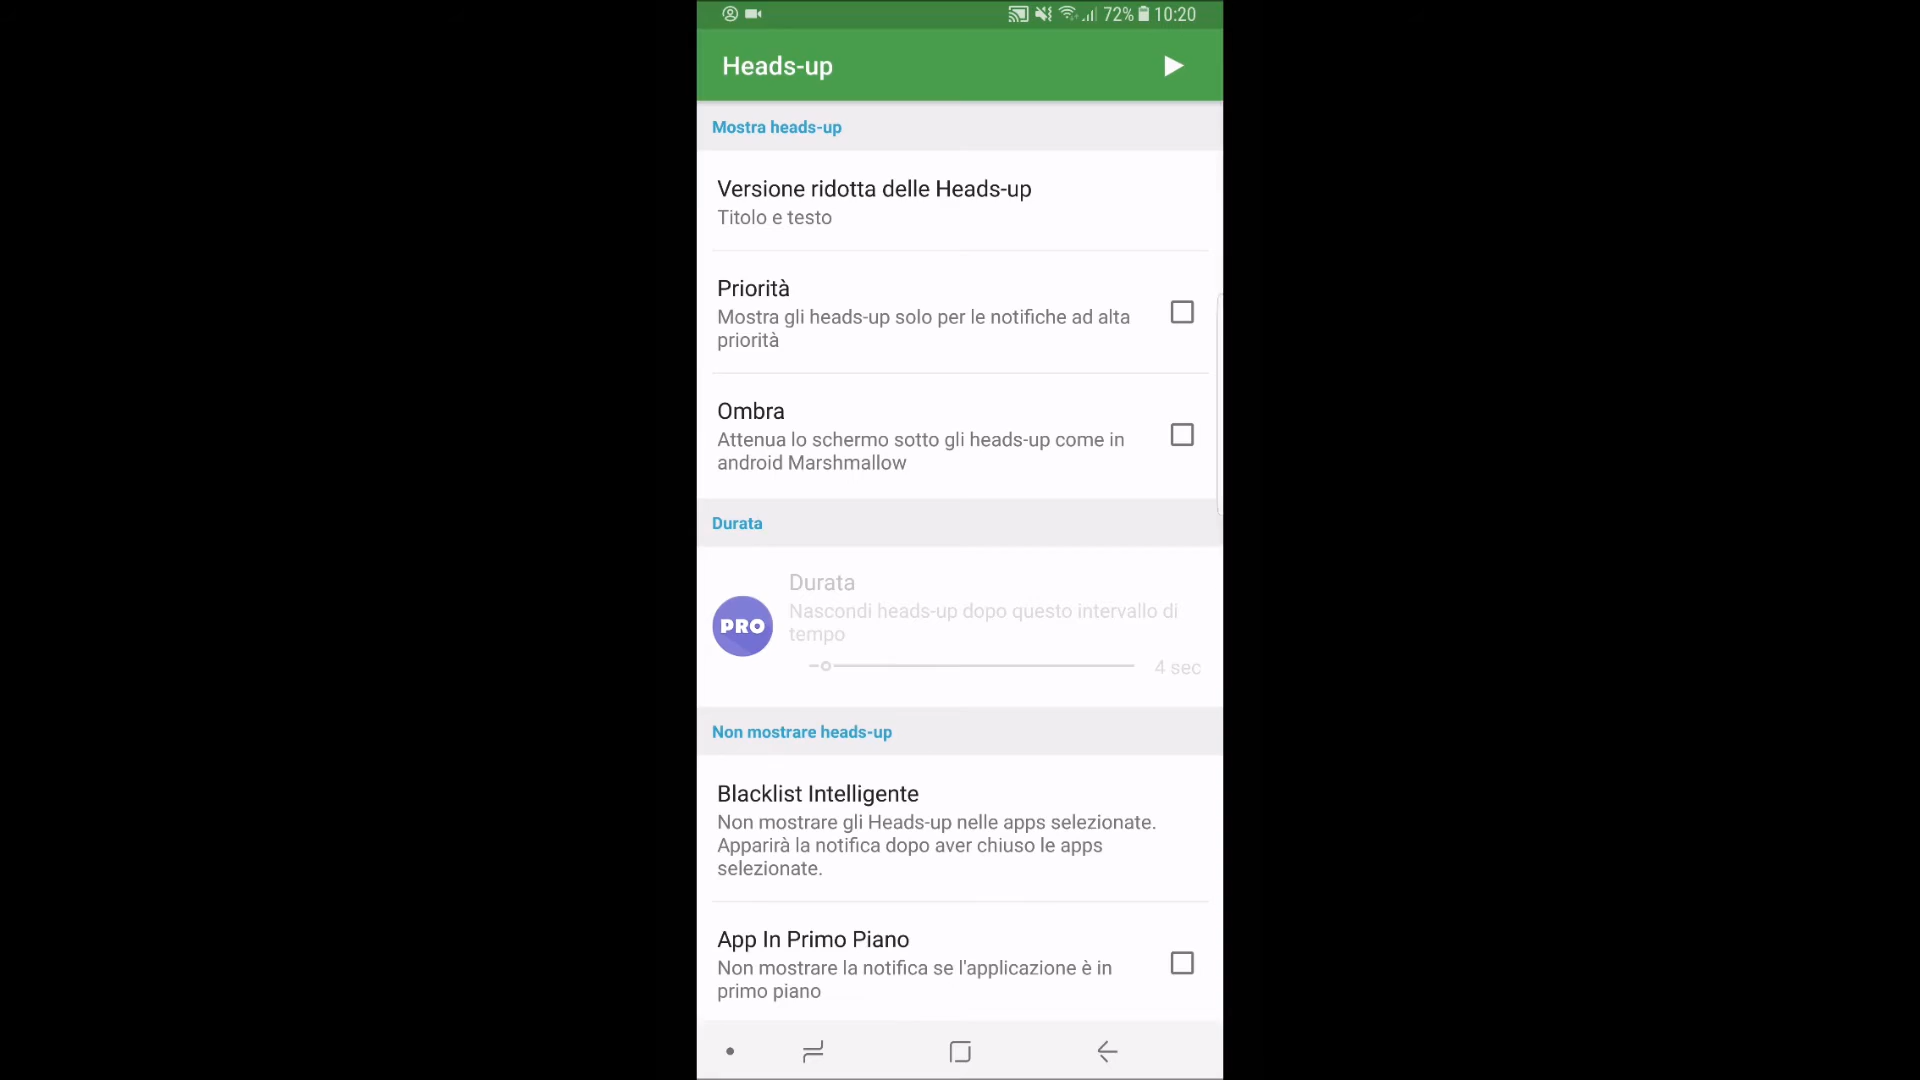 72% 10:20
Heads-up
Mostra heads-up
Versione ridotta delle Heads-up
Titolo e testo
Priorità
Mostra gli heads-up solo per le notifiche ad alta
priorità
Ombra
Attenua lo schermo sotto gli heads-up come in
android Marshmallow
Durata
Durata
Nascondi heads-up dopo questo intervallo di
tempo
PRO
4 sec
Non mostrare heads-up
Blacklist Intelligente
Non mostrare gli Heads-up nelle apps selezionate.
Apparirà la notifica dopo aver chiuso le apps
selezionate.
App In Primo Piano
Non mostrare la notifica se l'applicazione è in
primo piano